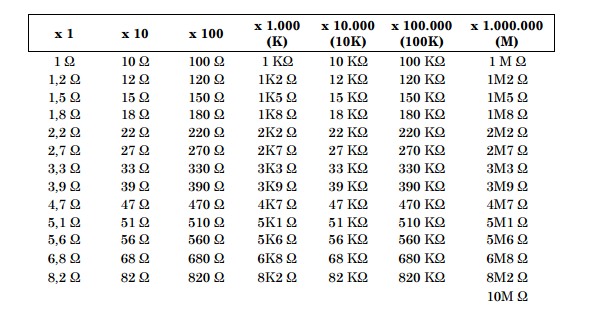 x 1 x 10 x 100 x 1.000 (K) x 10.000 (10K) x 100.000 (100K) x 1.000.000 (M)
1 Ω 10 Ω 100 Ω 1 KΩ 10 KΩ 100 KΩ 1 M Ω
1,2 Ω 12 Ω 120 Ω 1K2 Ω 12 KΩ 120 KΩ 1M2 Ω
1,5 Ω 15 Ω 150 Ω 1K5 Ω 15 KΩ 150 KΩ 1M5 Ω
1,8 Ω 18 Ω 180 Ω 1K8 Ω 18 KΩ 180 KΩ 1M8 Ω
2,2 Ω 22 Ω 220 Ω 2K2 Ω 22 KΩ 220 KΩ 2M2 Ω
2,7 Ω 27 Ω 270 Ω 2K7 Ω 27 KΩ 270 KΩ 2M7 Ω
3,3 Ω 33 Ω 330 Ω 3K3 Ω 33 KΩ 330 KΩ 3M3 Ω
3,9 Ω 39 Ω 390 Ω 3K9 Ω 39 KΩ 390 KΩ 3M9 Ω
4,7 Ω 47 Ω 470 Ω 4K7 Ω 47 KΩ 470 KΩ 4M7 Ω
5,1 Ω 51 Ω 510 Ω 5K1 Ω 51 KΩ 510 KΩ 5M1 Ω
5,6 Ω 56 Ω 560 Ω 5K6 Ω 56 KΩ 560 KΩ 5M6 Ω
6,8 Ω 68 Ω 680 Ω 6K8 Ω 68 KΩ 680 KΩ 6M8 Ω
8,2 Ω 82 Ω 820 Ω 8K2 Ω 82 KΩ 820 KΩ 8M2 Ω
10M Ω